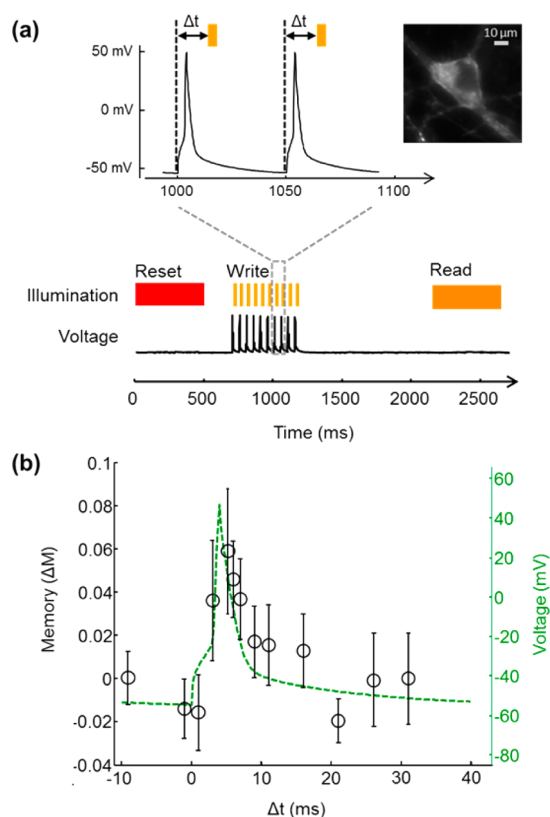 (a)
Δt
Δt
10 μm
50 mV
0 mV
-50 mV
1000
1050
1100
Reset
Write
Read
Illumination
Voltage
0
500
1000
1500
2000
2500
Time (ms)
(b)
0.1
0.08
0.06
0.04
0.02
0
-0.02
-0.04
Memory (ΔM)
60
40
20
0
-20
-40
-60
-80
Voltage (mV)
-10
0
10
20
30
40
Δt (ms)